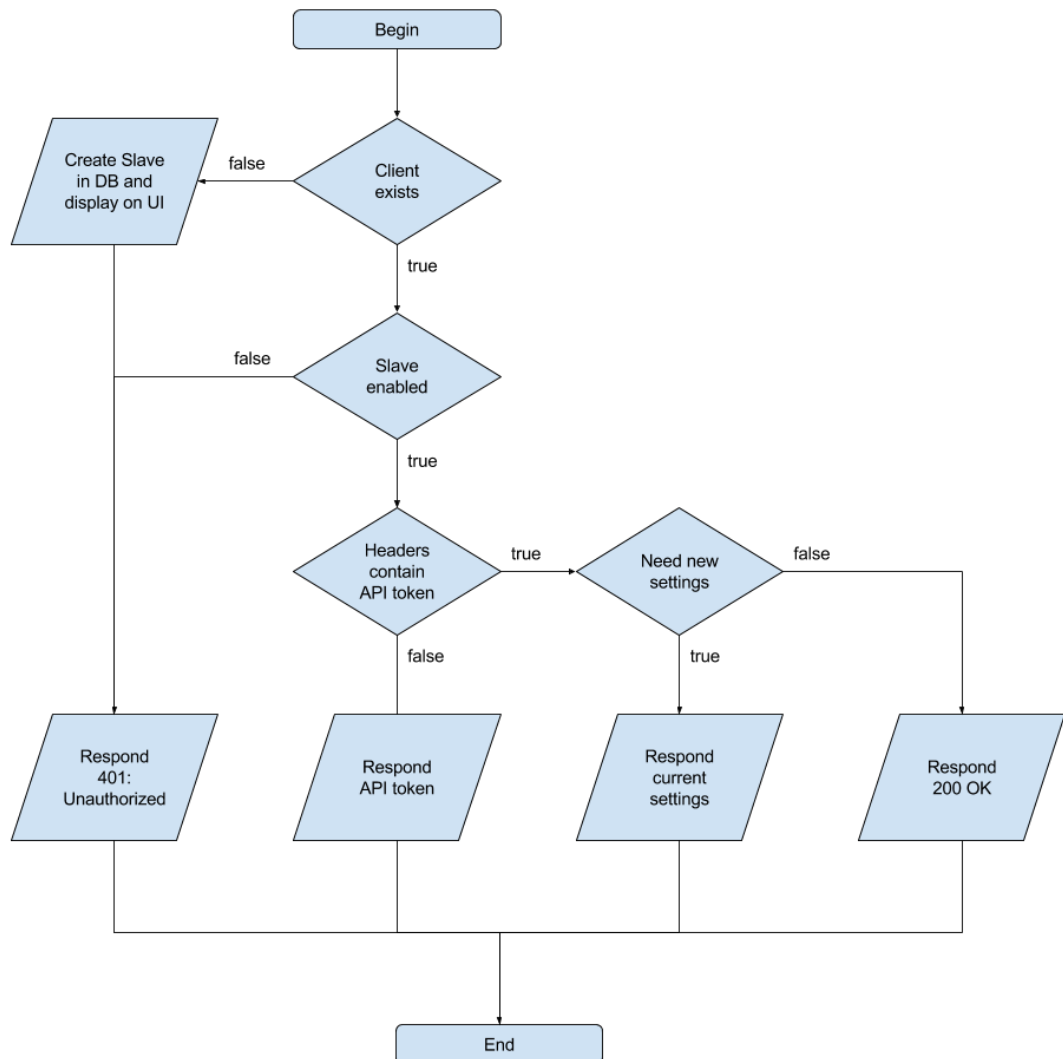 Begin
Create Slave
in DB and
display on UI
false
Client
exists
true
false
Slave
enabled
true
Headers
contain
API token
true
Need new
settings
false
false
true
Respond
401:
Unauthorized
Respond
API token
Respond
current
settings
Respond
200 OK
End